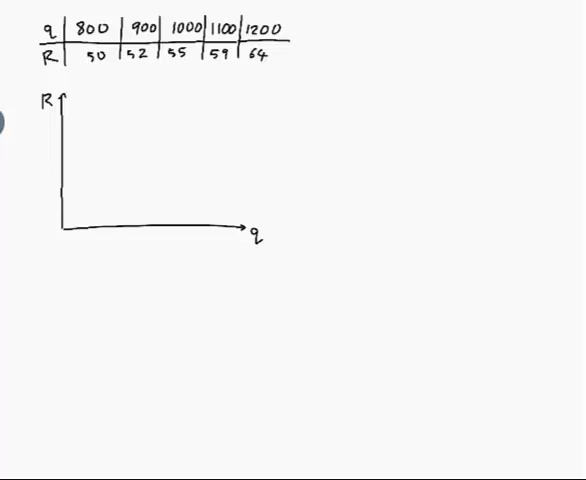 q | 800 | 900 | 1000 | 1100 | 1200
R | 50 | 52 | 55 | 59 | 64
R
q